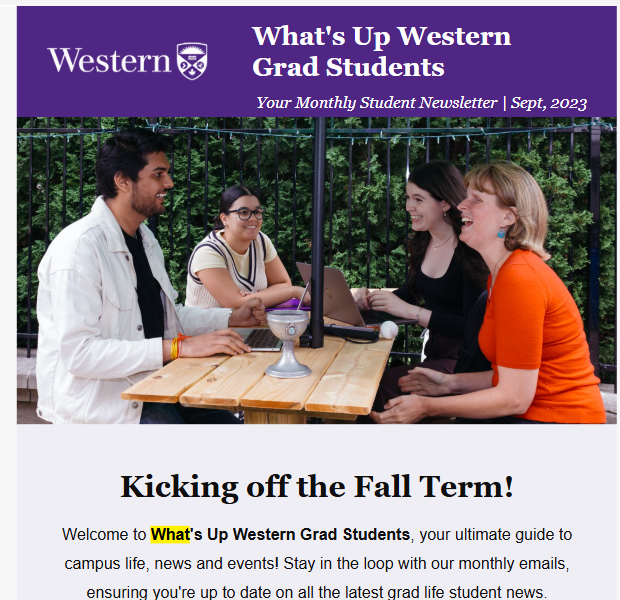 Western
What's Up Western
Grad Students
Your Monthly Student Newsletter | Sept, 2023
Kicking off the Fall Term!
Welcome to What's Up Western Grad Students, your ultimate guide to
campus life, news and events! Stay in the loop with our monthly emails,
ensuring you're up to date on all the latest grad life student news.